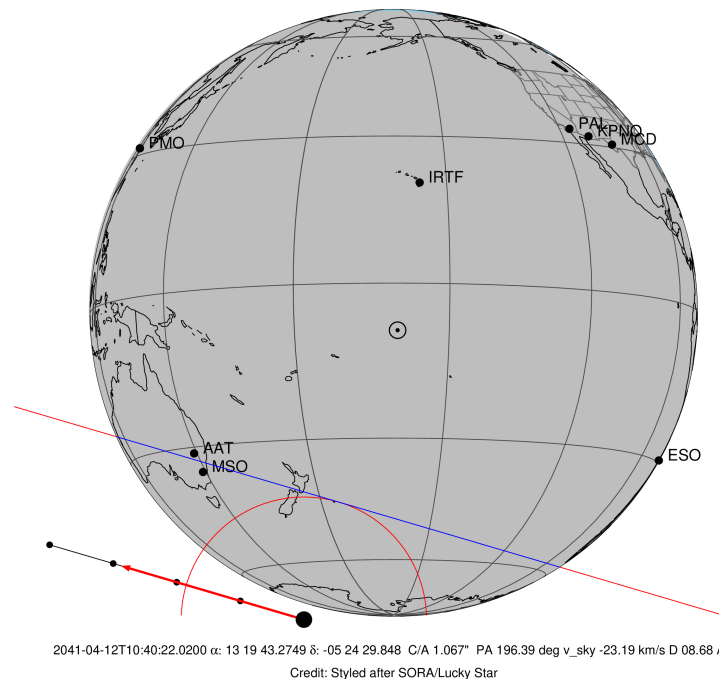 PAL
KPNO
MCD
PMO
IRTF
AAT
MSO
ESO
2041-04-12T10:40:22.0200 α: 13 19 43.2749 δ: -05 24 29.848 C/A 1.067" PA 196.39 deg v_sky -23.19 km/s D 08.68 A
Credit: Styled after SORA/Lucky Star